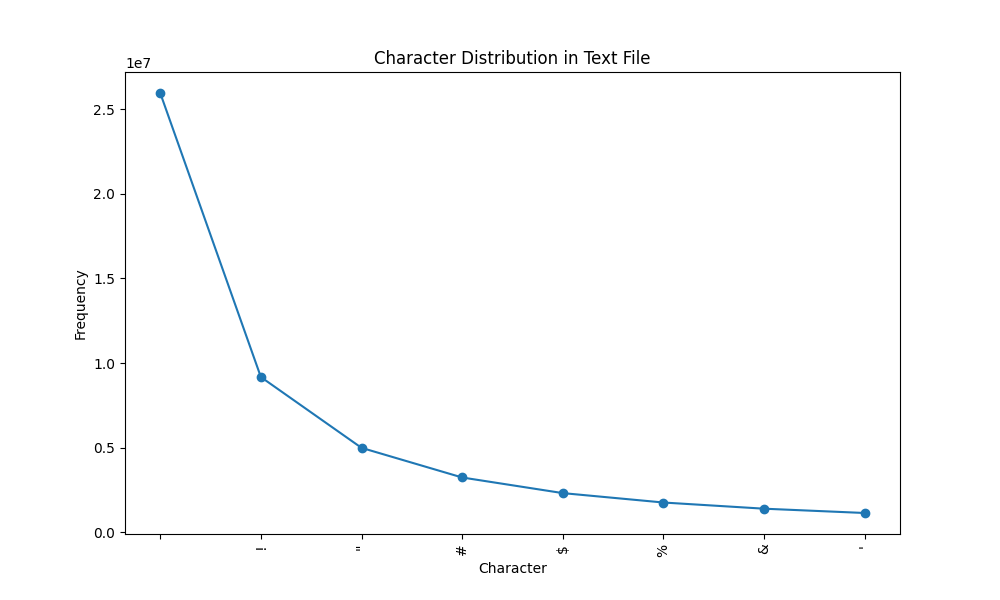 Character Distribution in Text File
1e7
2.5
2.0
1.5
1.0
0.5
0.0
Frequency
! " # $ % & '
Character